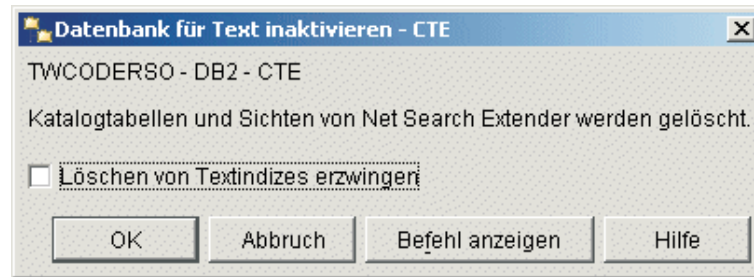 Datenbank für Text inaktivieren - CTE
TWCODERSO - DB2 - CTE
Katalogtabellen und Sichten von Net Search Extender werden gelöscht.
Löschen von Textindizes erzwingen
OK Abbruch Befehl anzeigen Hilfe